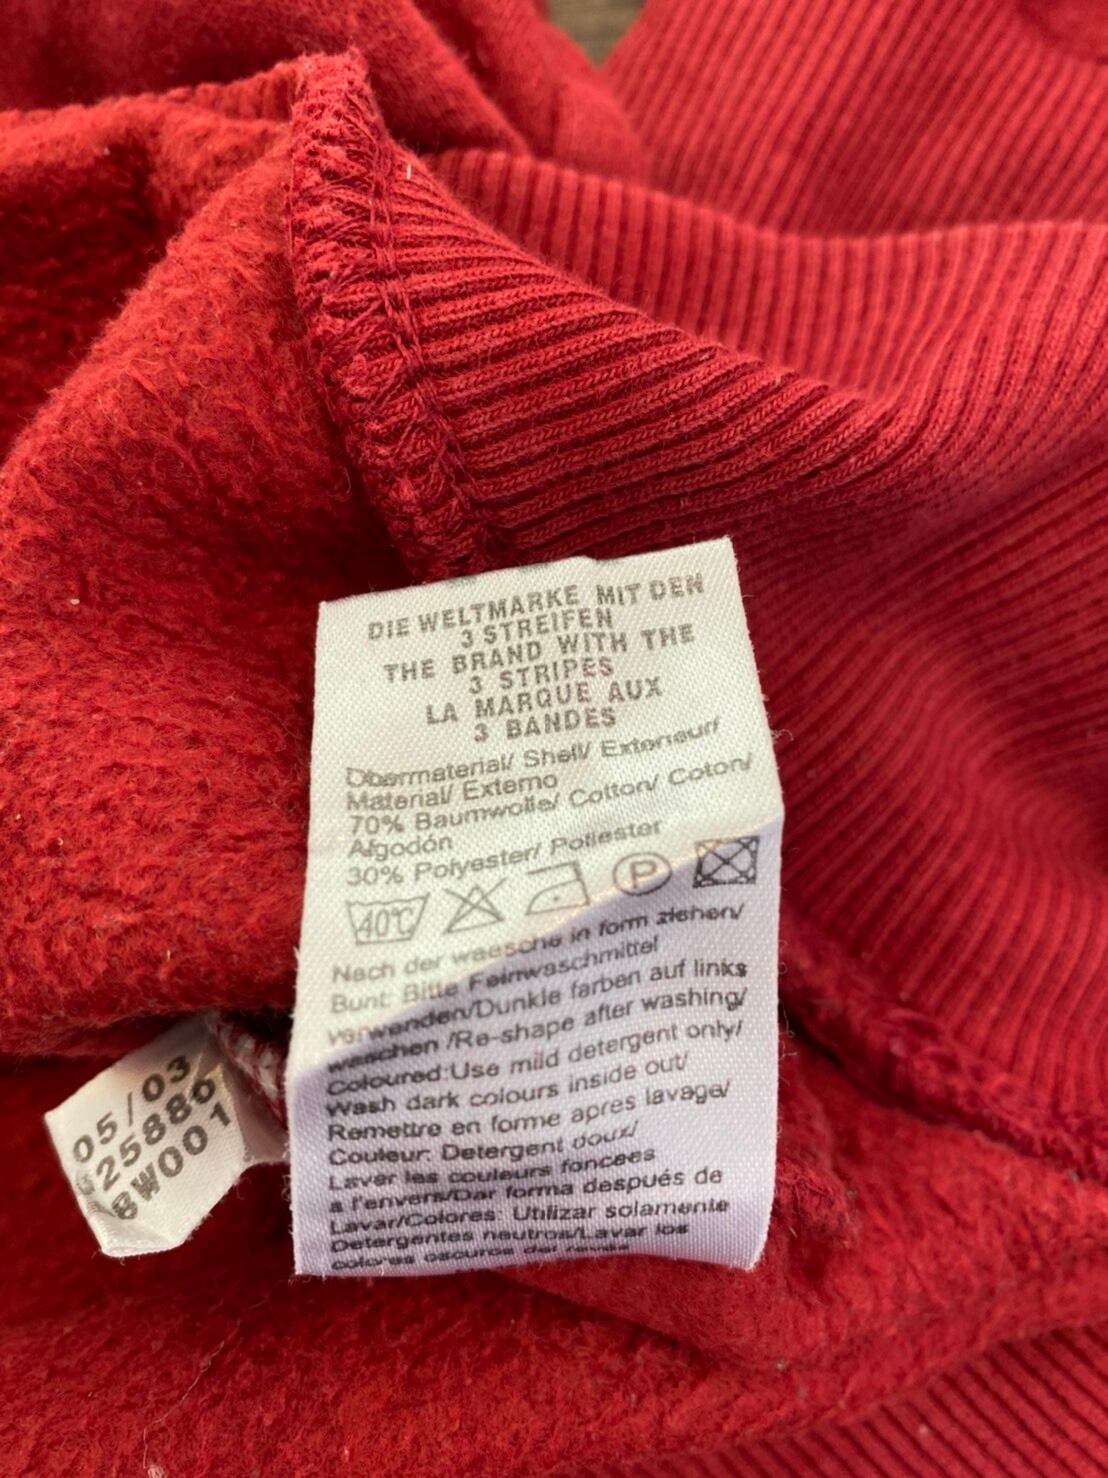 DIE WELTMARKE MIT DEN
3 STREIFEN
THE BRAND WITH THE
3 STRIPES
LA MARQUE AUX
3 BANDES
Obermaterial/ Shell/ Exterieur/
Material/ Externo
70% Baumwolle/ Cotton/ Coton/
Algodón
30% Polyester/ Poliester
40°C P
Nach der waesche in form ziehen/
Bunt: Bitte Feinwaschmittel
verwenden/Dunkle farben auf links
waschen /Re-shape after washing/
Coloured:Use mild detergent only/
Wash dark colours inside out/
Remettre en forme apres lavage/
Couleur: Detergent doux/
Laver les couleurs foncees
a l'envers/Dar forma después de
Lavar/Colores: Utilizar solamente
Detergentes neutros/Lavar los
colores oscuros del reves
05/03
8W001